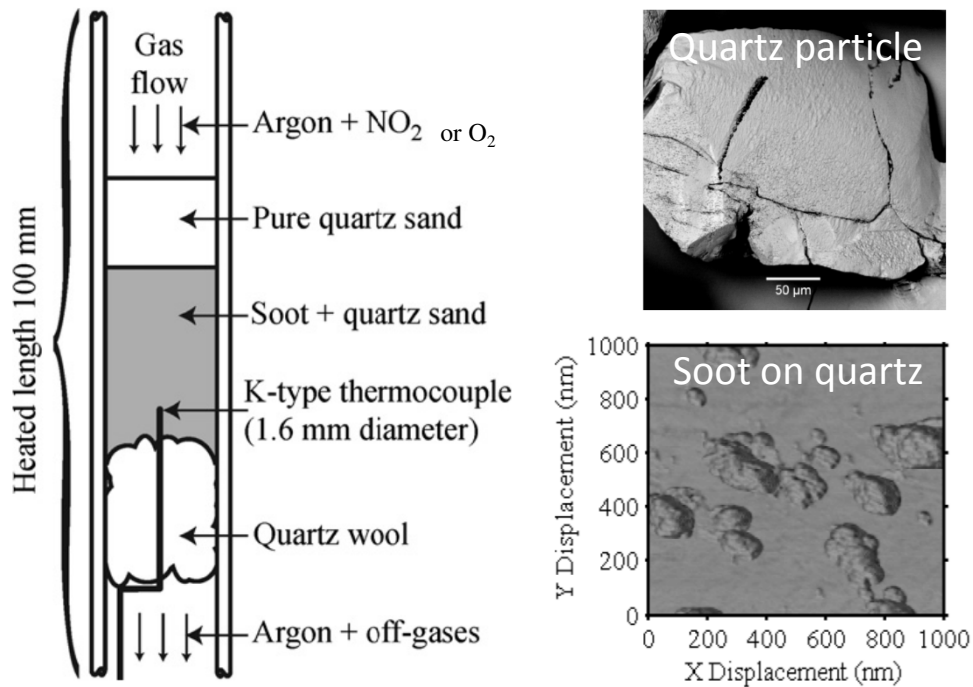 Gas
flow
Argon + NO₂ or O₂
Pure quartz sand
Soot + quartz sand
K-type thermocouple
(1.6 mm diameter)
Quartz wool
Argon + off-gases
Heated length 100 mm
Quartz particle
50 µm
Soot on quartz
1000
800
600
400
200
0
Y Displacement (nm)
0 200 400 600 800 1000
X Displacement (nm)